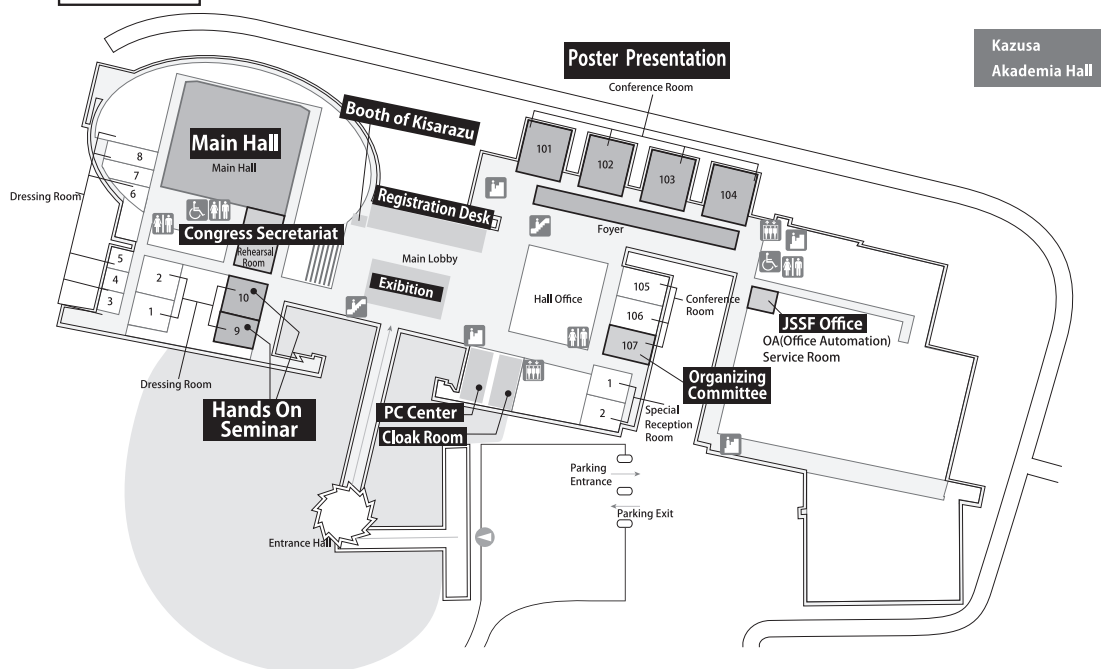 Poster Presentation
Conference Room
Kazusa
Akademia Hall
Booth of Kisarazu
Main Hall
Main Hall
101
102
103
104
8
7
6
Dressing Room
Registration Desk
Congress Secretariat
Rehearsal
Room
Foyer
Main Lobby
5
4
3
2
1
10
9
Exibition
Hall Office
105
106
107
Conference
Room
JSSF Office
OA(Office Automation)
Service Room
Organizing
Committee
Dressing Room
Hands On
Seminar
PC Center
Cloak Room
1
2
Special
Reception
Room
Parking
Entrance
Parking Exit
Entrance Hall